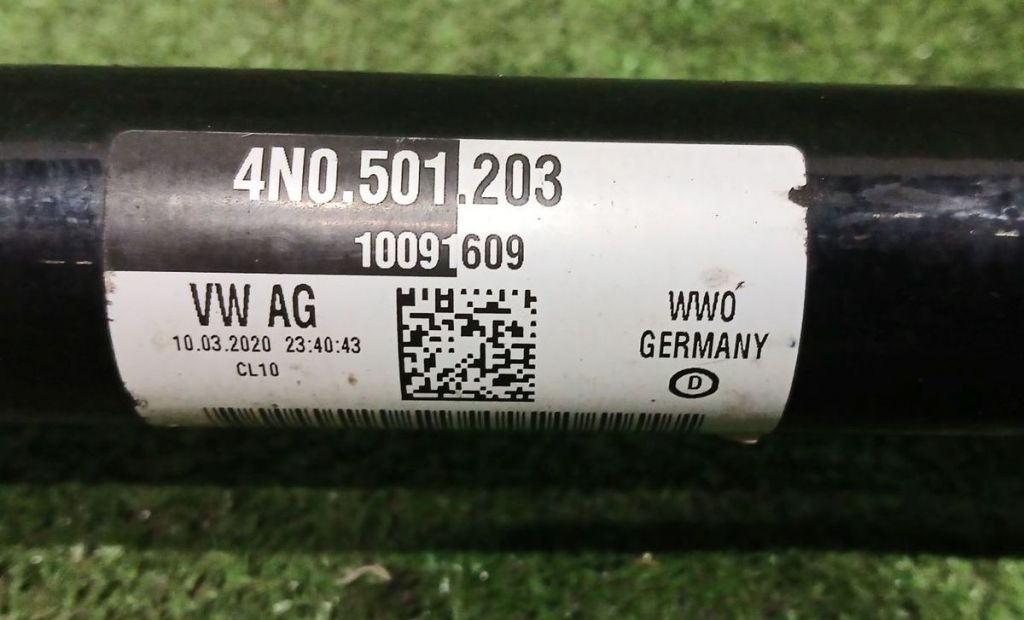 4N0.501.203
10091609
VW AG
10.03.2020 23:40:43
CL10
WWO
GERMANY
D